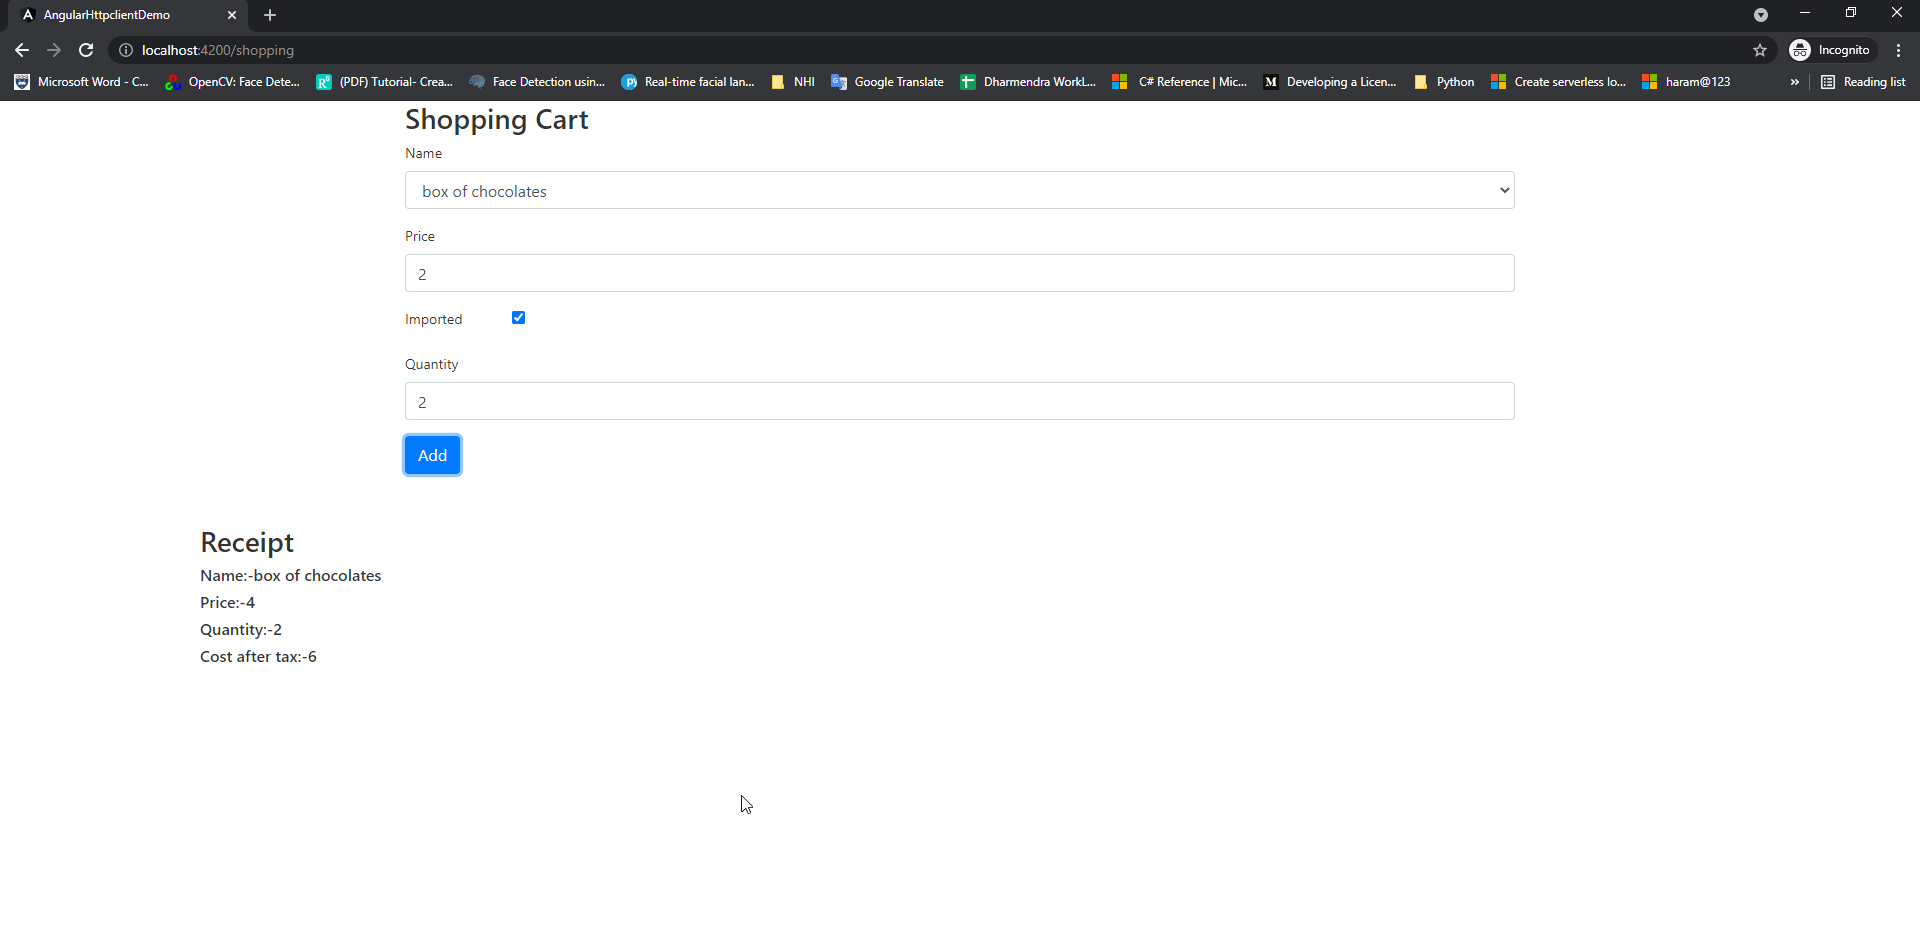 AngularHttpclientDemo
localhost:4200/shopping
Incognito
Microsoft Word - C... OpenCV: Face Dete... (PDF) Tutorial- Crea... Face Detection usin... Real-time facial lan... NHI Google Translate Dharmendra WorkL... C# Reference | Mic... Developing a Licen... Python Create serverless lo... haram@123 » Reading list
Shopping Cart
Name
box of chocolates
Price
2
Imported
Quantity
2
Add
Receipt
Name:-box of chocolates
Price:-4
Quantity:-2
Cost after tax:-6